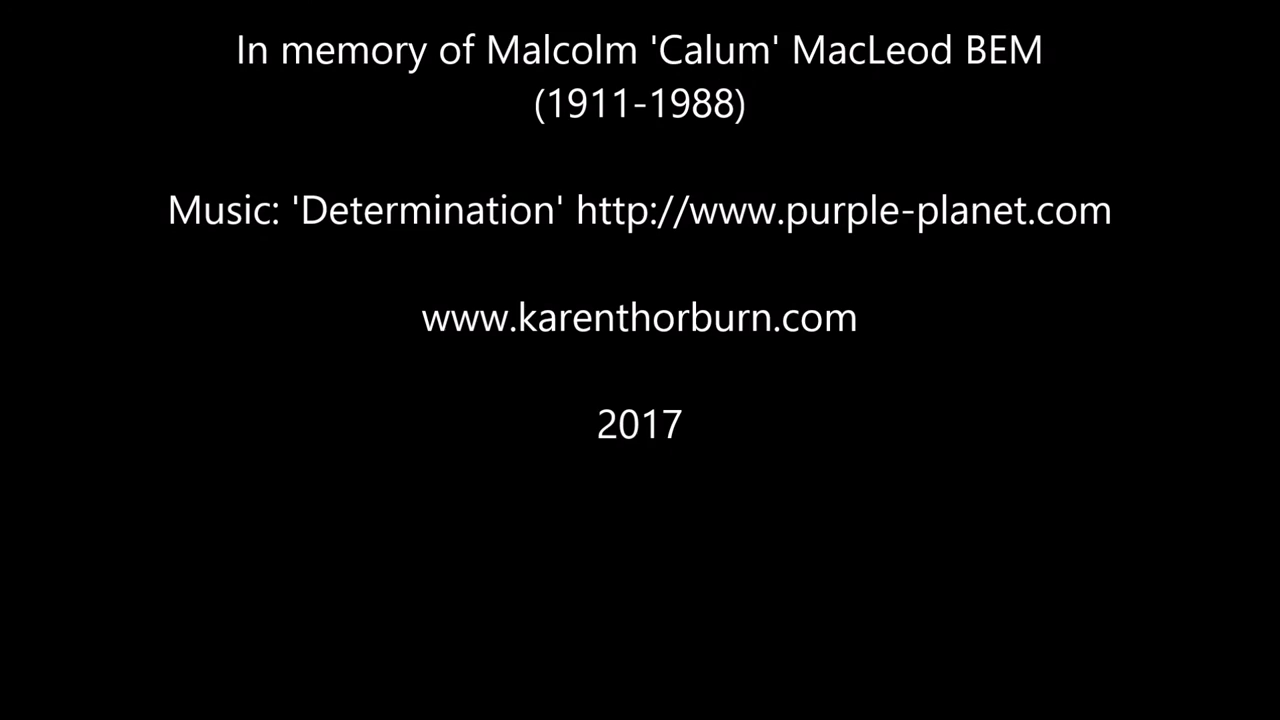 In memory of Malcolm 'Calum' MacLeod BEM
(1911-1988)
Music: 'Determination' http://www.purple-planet.com
www.karenthorburn.com
2017